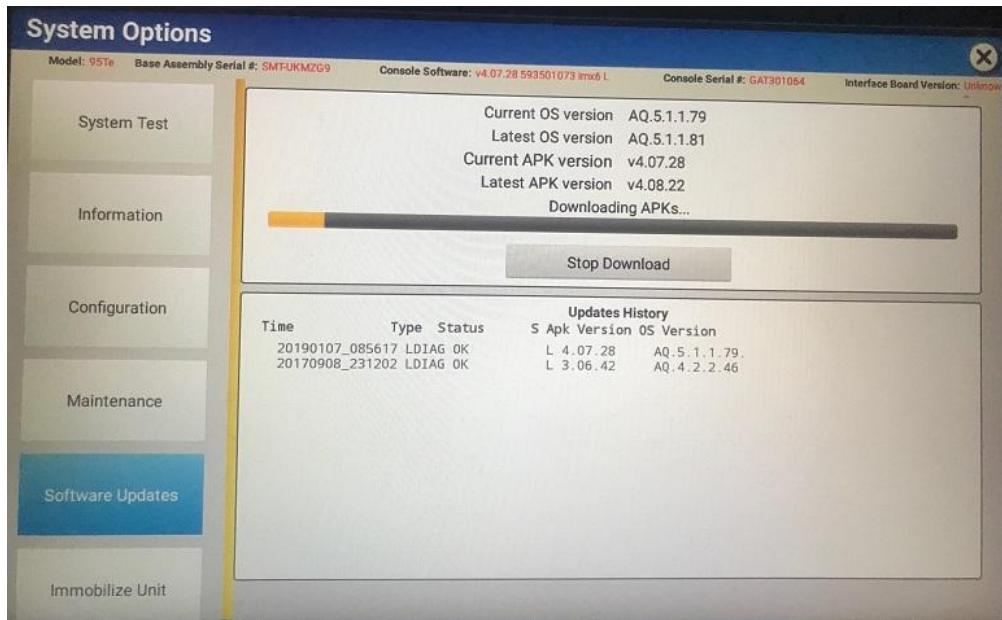 System Options
Model: 95Te Base Assembly Serial #: SMT-UKMZG9 Console Software: v4.07.28 593501073 imx6 L Console Serial #: GAT301064 Interface Board Version: Unknow
System Test
Information
Configuration
Maintenance
Software Updates
Immobilize Unit
Current OS version AQ.5.1.1.79
Latest OS version AQ.5.1.1.81
Current APK version v4.07.28
Latest APK version v4.08.22
Downloading APKs...
Stop Download
Updates History
Time Type Status S Apk Version OS Version
20190107_085617 LDIAG OK L 4.07.28 AQ.5.1.1.79.
20170908_231202 LDIAG OK L 3.06.42 AQ.4.2.2.46